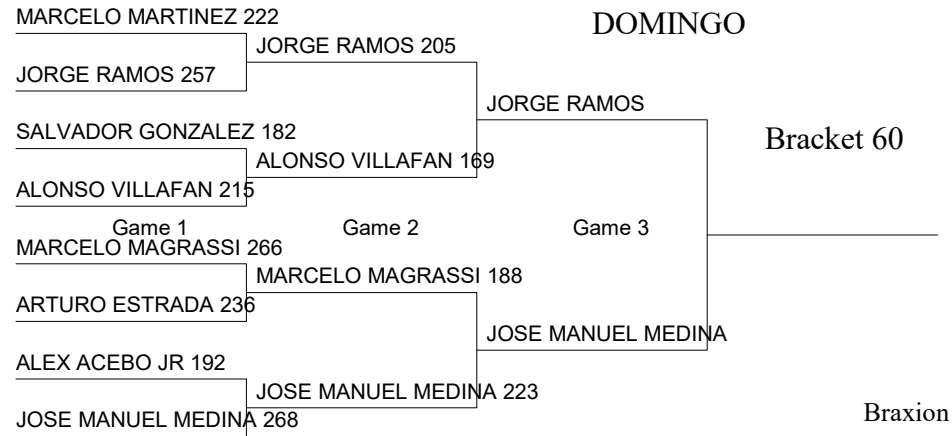 MARCELO MARTINEZ 222
DOMINGO
JORGE RAMOS 205
JORGE RAMOS 257
JORGE RAMOS
SALVADOR GONZALEZ 182
Bracket 60
ALONSO VILLAFAN 169
ALONSO VILLAFAN 215
Game 1
Game 2
Game 3
MARCELO MAGRASSI 266
MARCELO MAGRASSI 188
ARTURO ESTRADA 236
JOSE MANUEL MEDINA
ALEX ACEBO JR 192
JOSE MANUEL MEDINA 223
JOSE MANUEL MEDINA 268
Braxion